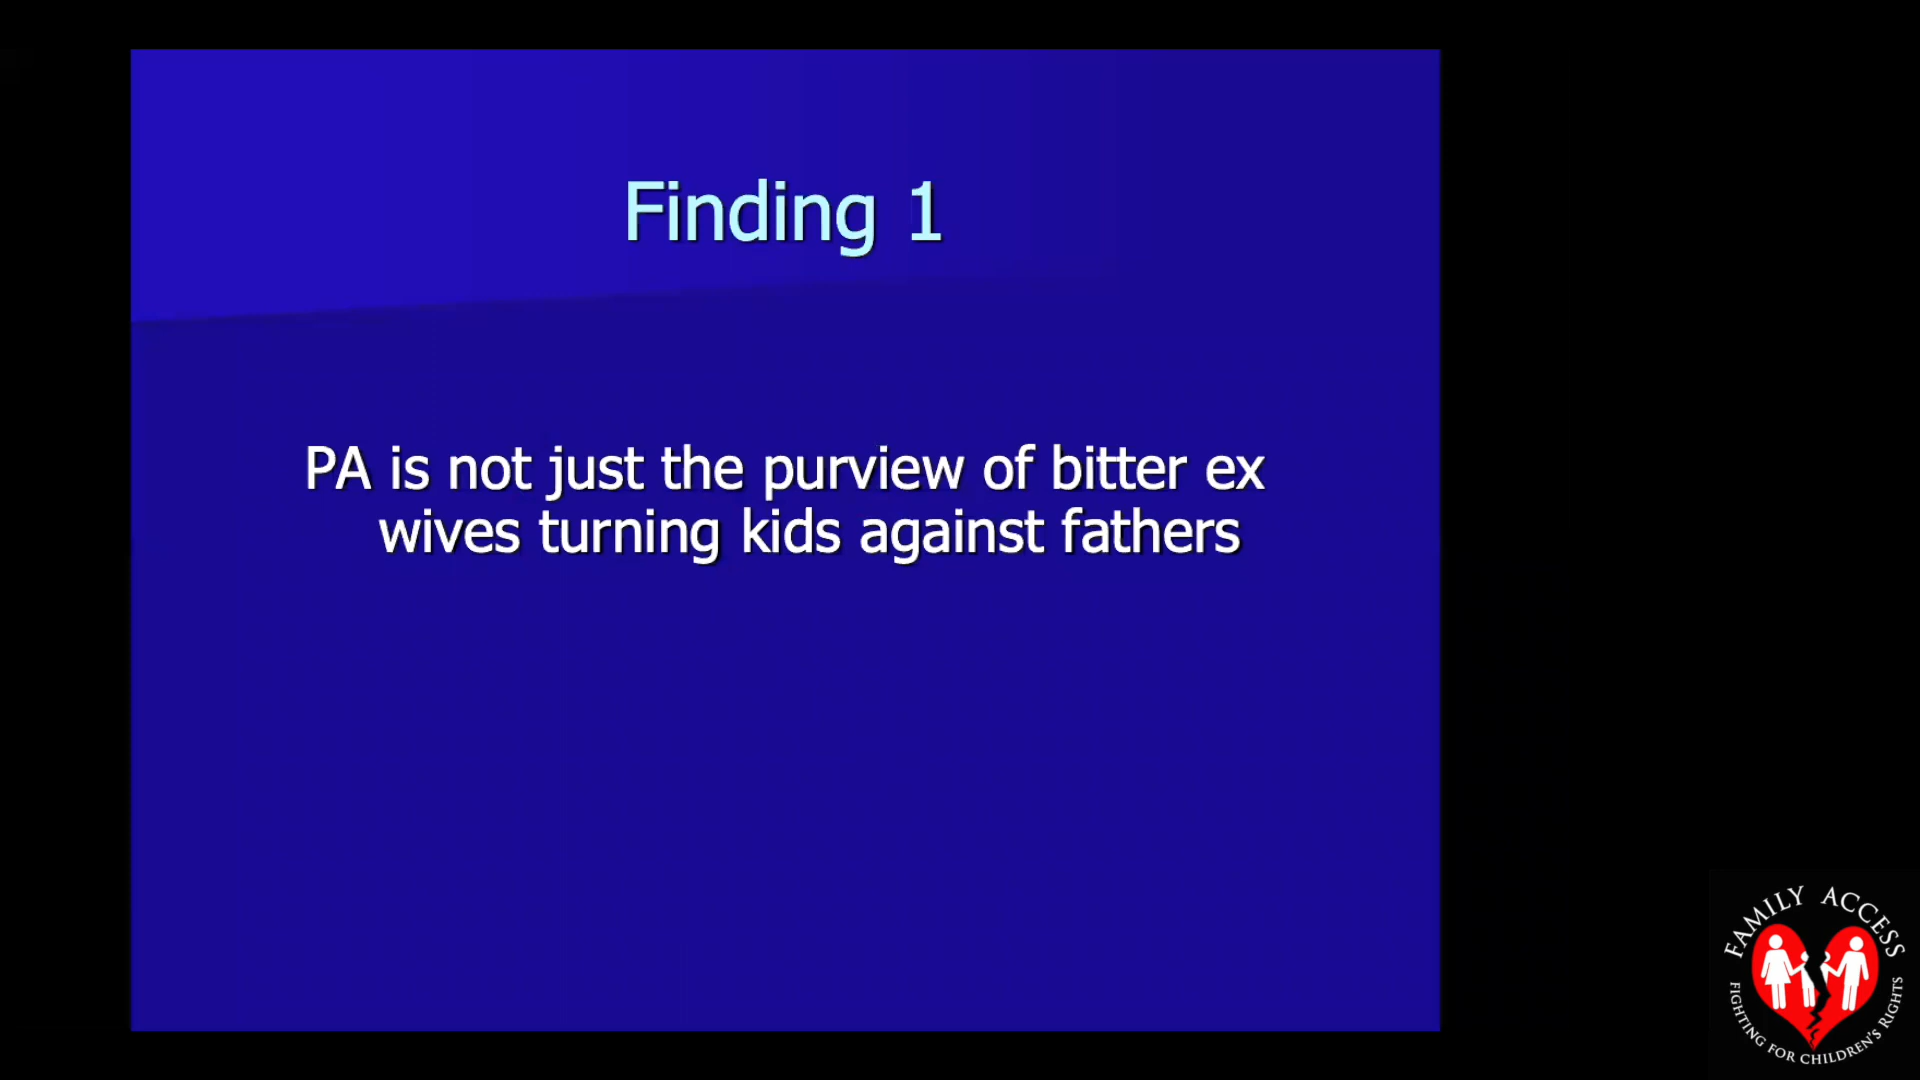 Finding 1
PA is not just the purview of bitter ex
wives turning kids against fathers
FAMILY ACCESS
FIGHTING FOR CHILDREN'S RIGHTS